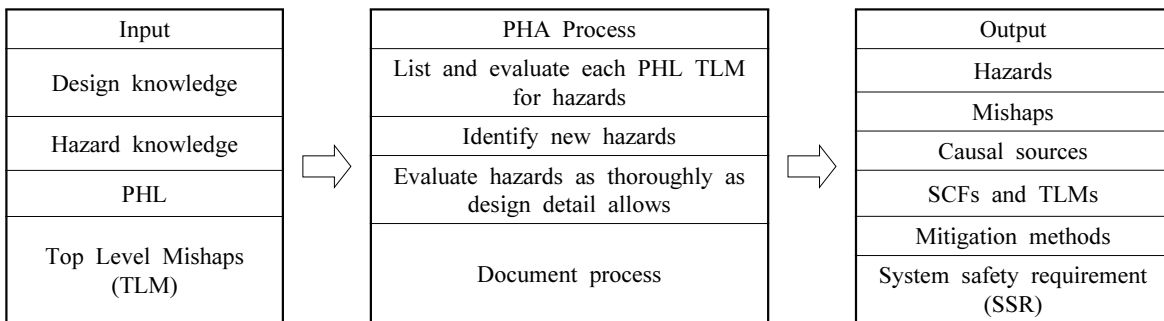 Input
Design knowledge
Hazard knowledge
PHL
Top Level Mishaps
(TLM)
PHA Process
List and evaluate each PHL TLM
for hazards
Identify new hazards
Evaluate hazards as thoroughly as
design detail allows
Document process
Output
Hazards
Mishaps
Causal sources
SCFs and TLMs
Mitigation methods
System safety requirement
(SSR)